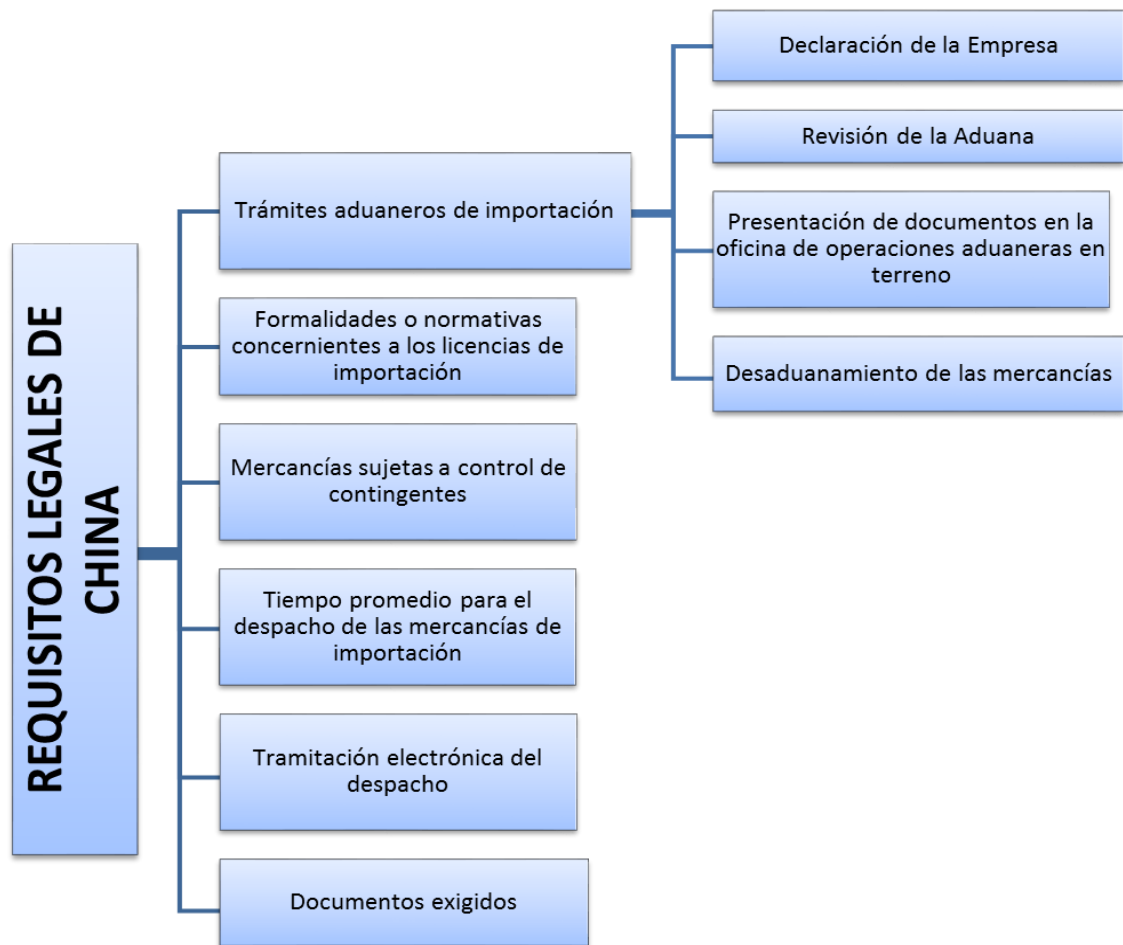 REQUISITOS LEGALES DE
CHINA
Trámites aduaneros de importación
Declaración de la Empresa
Revisión de la Aduana
Presentación de documentos en la
oficina de operaciones aduaneras en
terreno
Desaduanamiento de las mercancías
Formalidades o normativas
concernientes a los licencias de
importación
Mercancías sujetas a control de
contingentes
Tiempo promedio para el
despacho de las mercancías de
importación
Tramitación electrónica del
despacho
Documentos exigidos